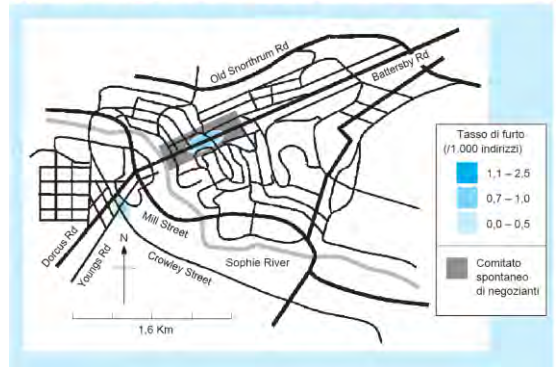 Old Snorthrum Rd
Battersby Rd
Tasso di furto
(/1.000 indirizzi)
1,1 – 2.5
0,7 – 1.0
0,0 – 0,5
Comitato
spontaneo
di negozianti
Mill Street
Dorcus Rd
Youngs Rd
N
Crowley Street
Sophie River
1,6 Km